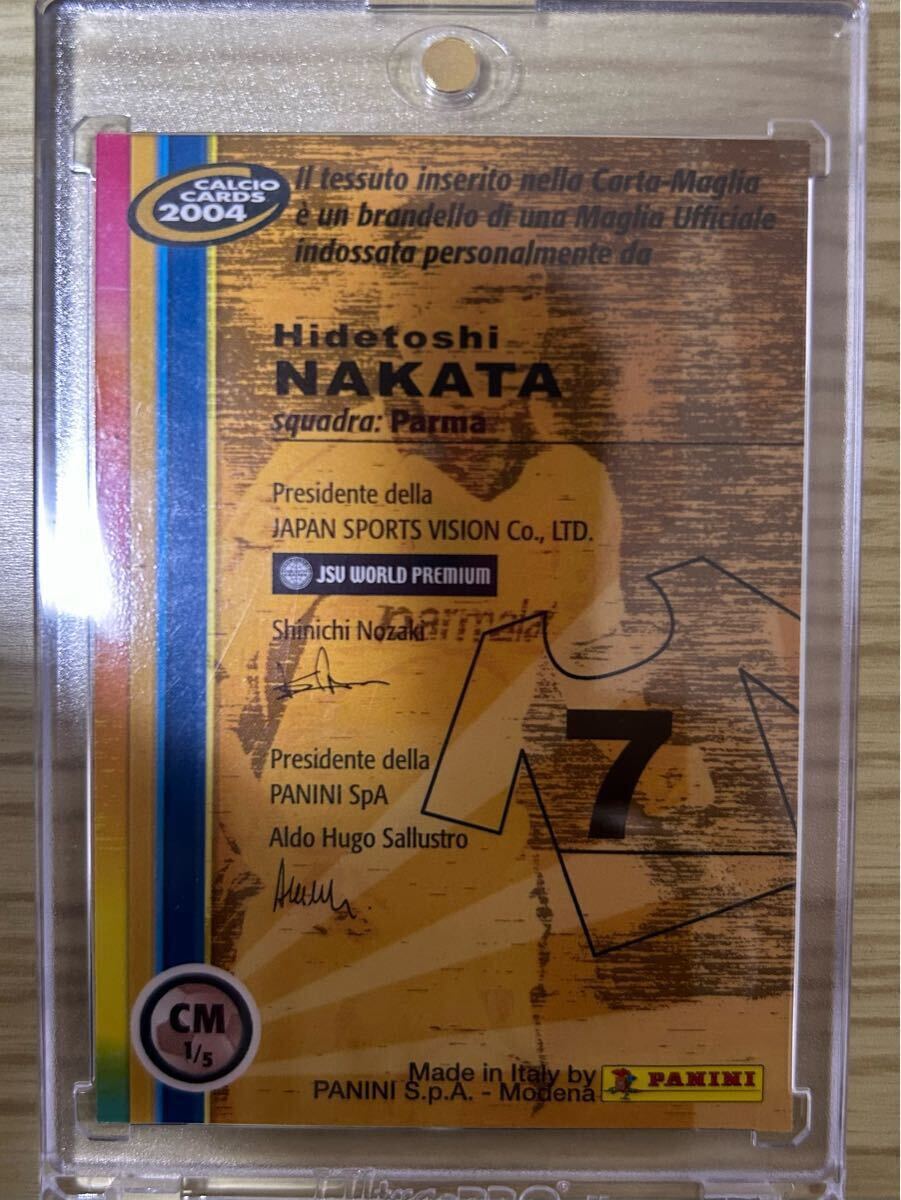 CALCIO
CARDS
2004
Il tessuto inserito nella Carta-Maglia
è un brandello di una Maglia Ufficiale
indossata personalmente da
Hidetoshi
NAKATA
squadra: Parma
Presidente della
JAPAN SPORTS VISION Co., LTD.
JSV WORLD PREMIUM
Shinichi Nozaki
parmalat
Presidente della
PANINI SpA
Aldo Hugo Sallustro
7
CM
1/5
Made in Italy by
PANINI S.p.A. - Modena
PANINI
Ultra PRO®